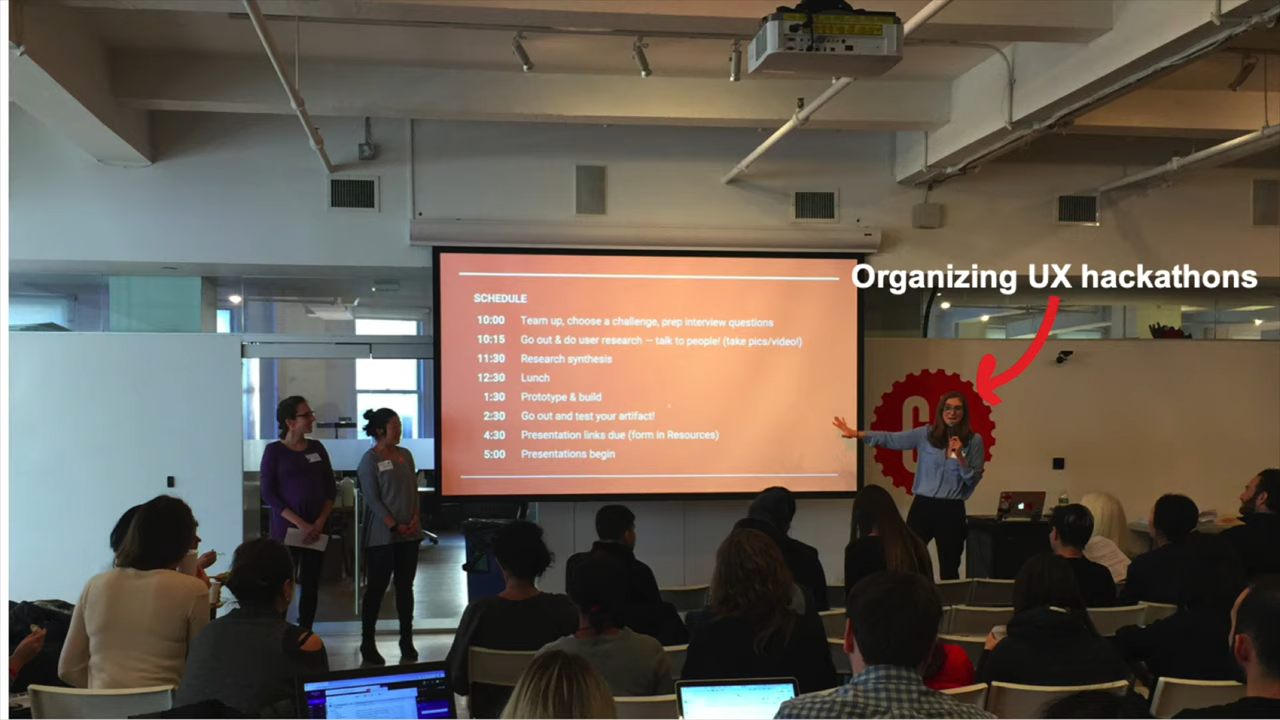 Organizing UX hackathons
SCHEDULE
10:00 Team up, choose a challenge, prep interview questions
10:15 Go out & do user research — talk to people! (take pics/video!)
11:30 Research synthesis
12:30 Lunch
1:30 Prototype & build
2:30 Go out and test your artifact!
4:30 Presentation links due (form in Resources)
5:00 Presentations begin